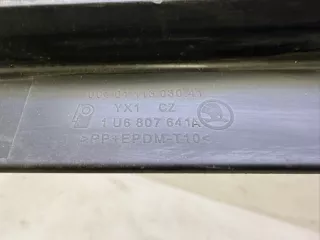 YX1 CZ
1U6 807 641A
>PP+EPDM-T10<